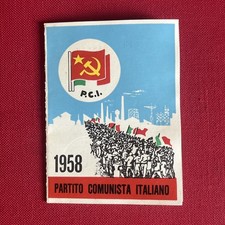 P.C.I.
1958
PARTITO COMUNISTA ITALIANO